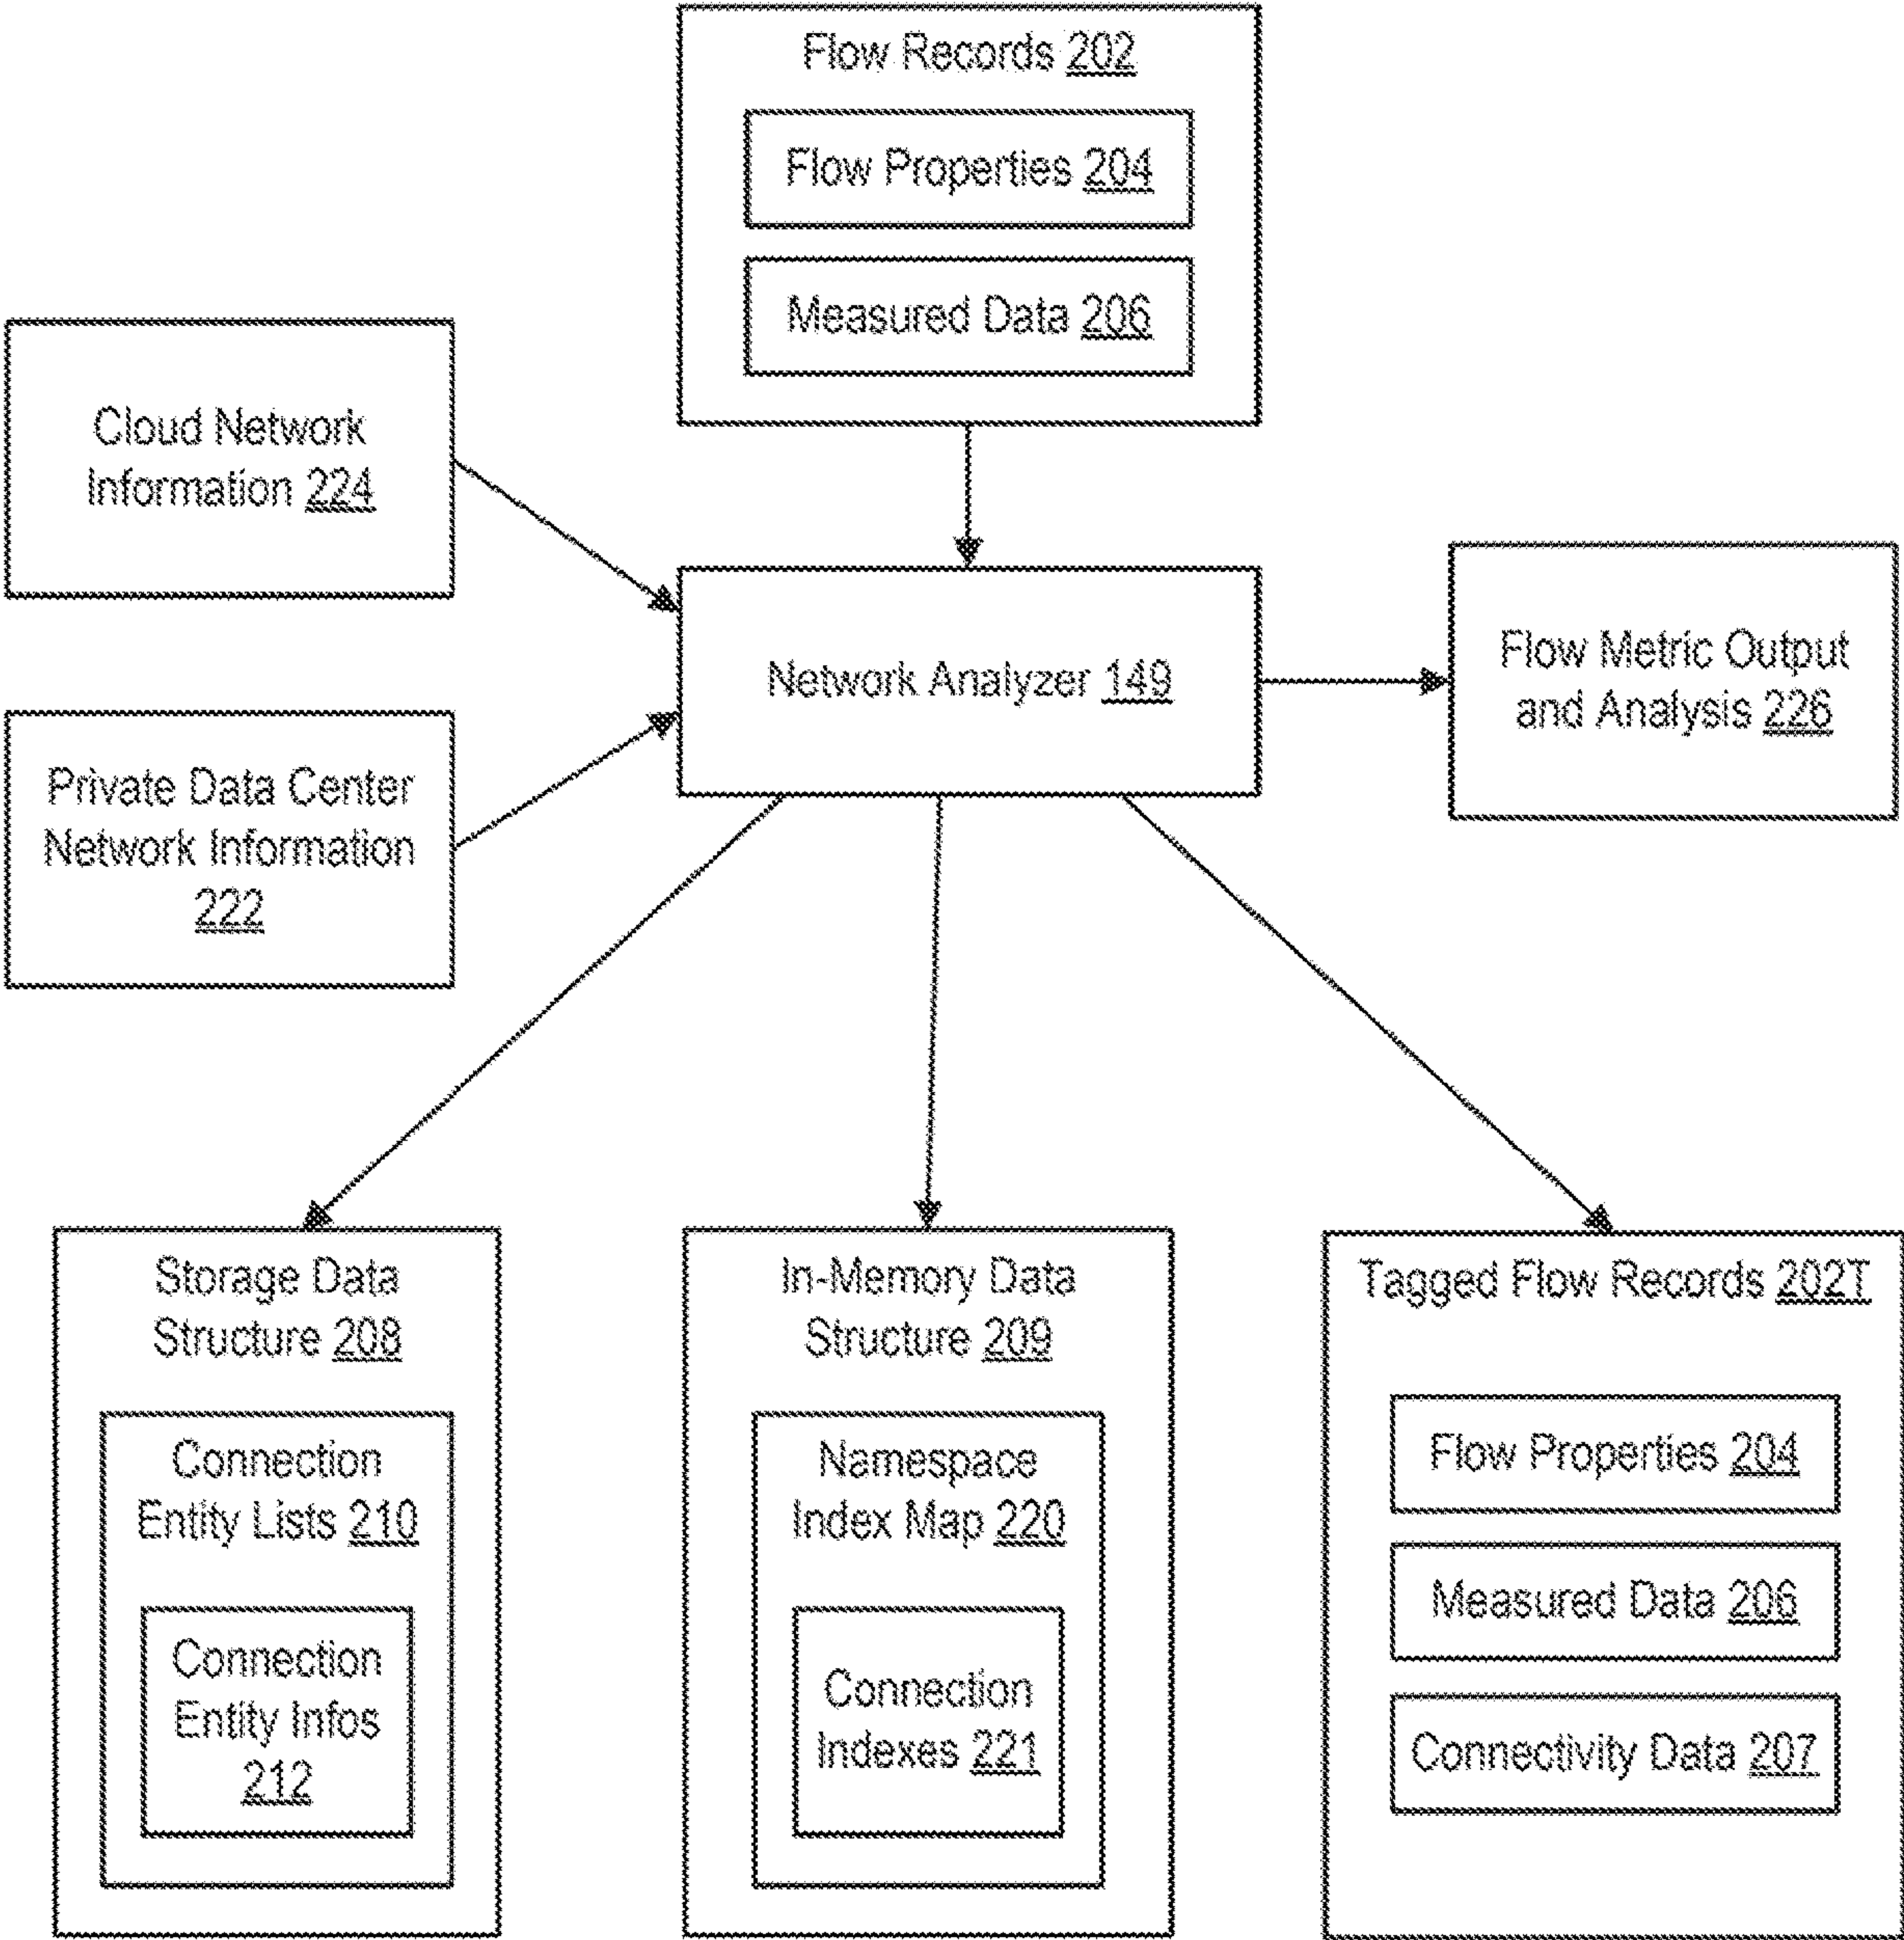 Flow Records 202
Flow Properties 204
Measured Data 206
Cloud Network
Information 224
Network Analyzer 149
Flow Metric Output
and Analysis 226
Private Data Center
Network Information
222
Storage Data
Structure 208
Connection
Entity Lists 210
Connection
Entity Infos
212
In-Memory Data
Structure 209
Namespace
Index Map 220
Connection
Indexes 221
Tagged Flow Records 202T
Flow Properties 204
Measured Data 206
Connectivity Data 207